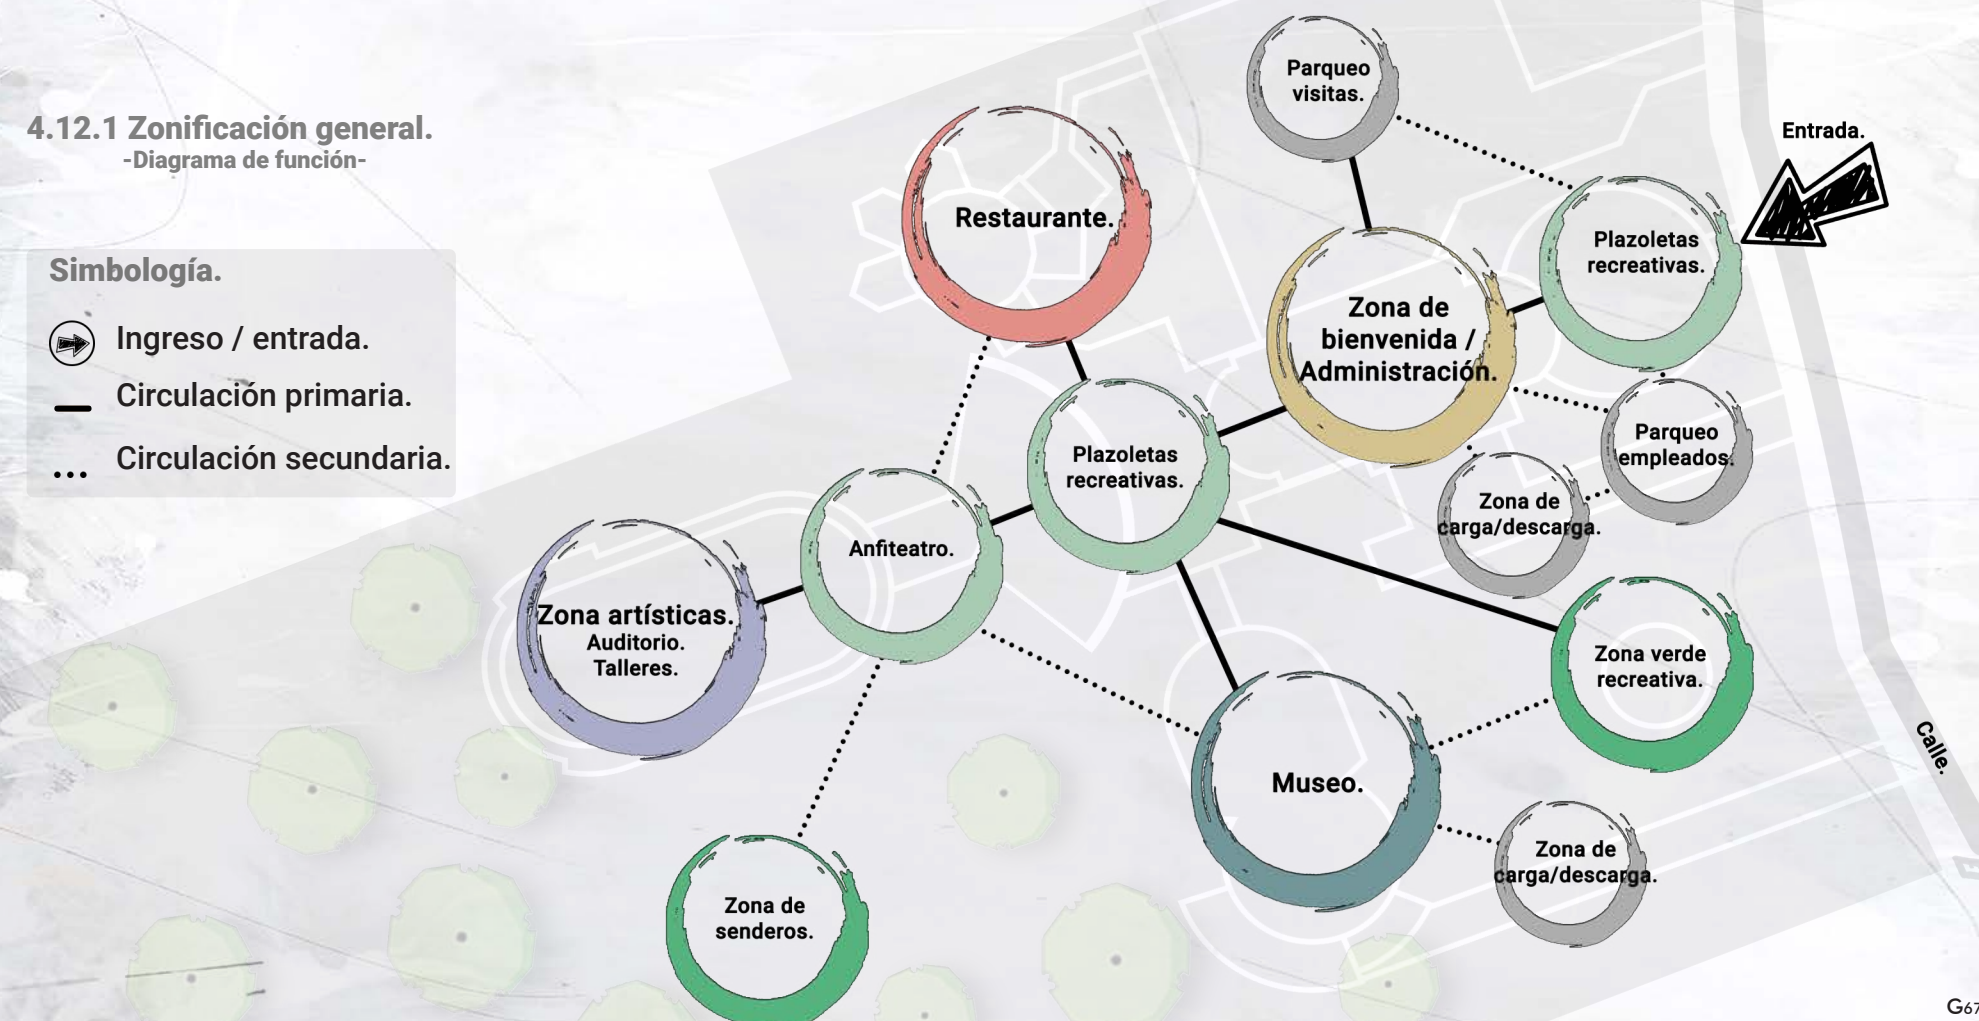 4.12.1 Zonificación general.
-Diagrama de función-
Simbología.
Ingreso / entrada.
Circulación primaria.
Circulación secundaria.
Parqueo
visitas.
Entrada.
Restaurante.
Plazoletas
recreativas.
Zona de
bienvenida /
Administración.
Plazoletas
recreativas.
Parqueo
empleados.
Zona de
carga/descarga.
Anfiteatro.
Zona artísticas.
Auditorio.
Talleres.
Zona verde
recreativa.
Calle.
Museo.
Zona de
carga/descarga.
Zona de
senderos.
G67